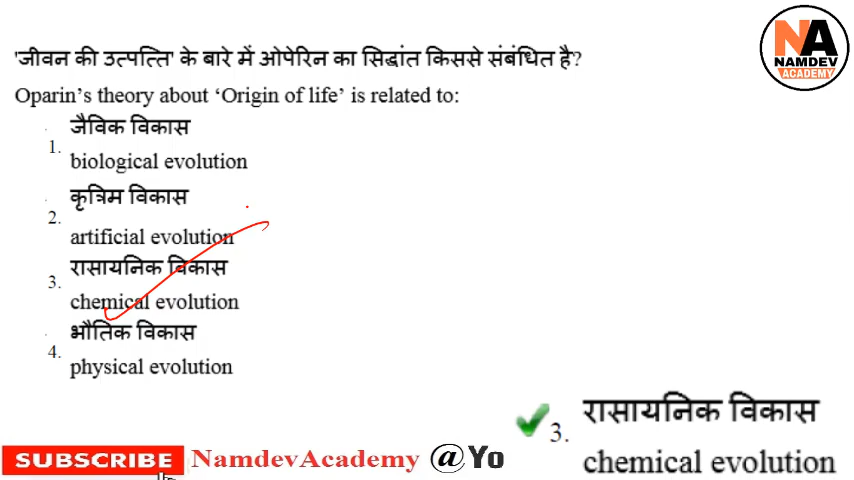 'जीवन की उत्पत्ति' के बारे में ओपेरिन का सिद्धांत किससे संबंधित है?
Oparin's theory about 'Origin of life' is related to:
1. जैविक विकास
biological evolution
2. कृत्रिम विकास
artificial evolution
3. रासायनिक विकास
chemical evolution
4. भौतिक विकास
physical evolution
NA
NAMDEV
ACADEMY
3. रासायनिक विकास
chemical evolution
SUBSCRIBE NamdevAcademy @Yo